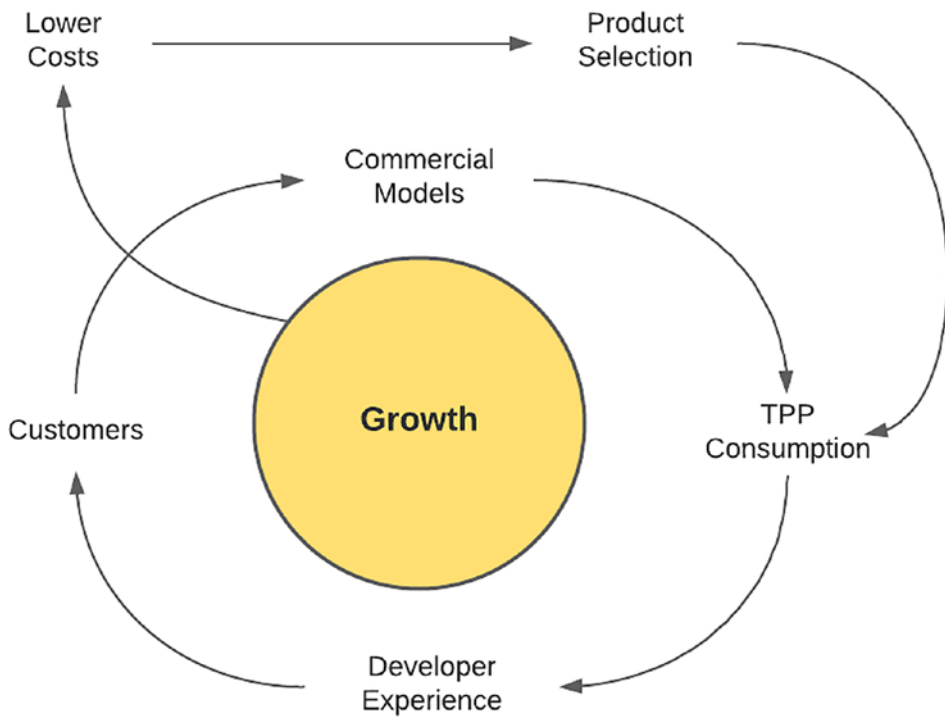 Lower
Costs
Product
Selection
Commercial
Models
Growth
Customers
TPP
Consumption
Developer
Experience